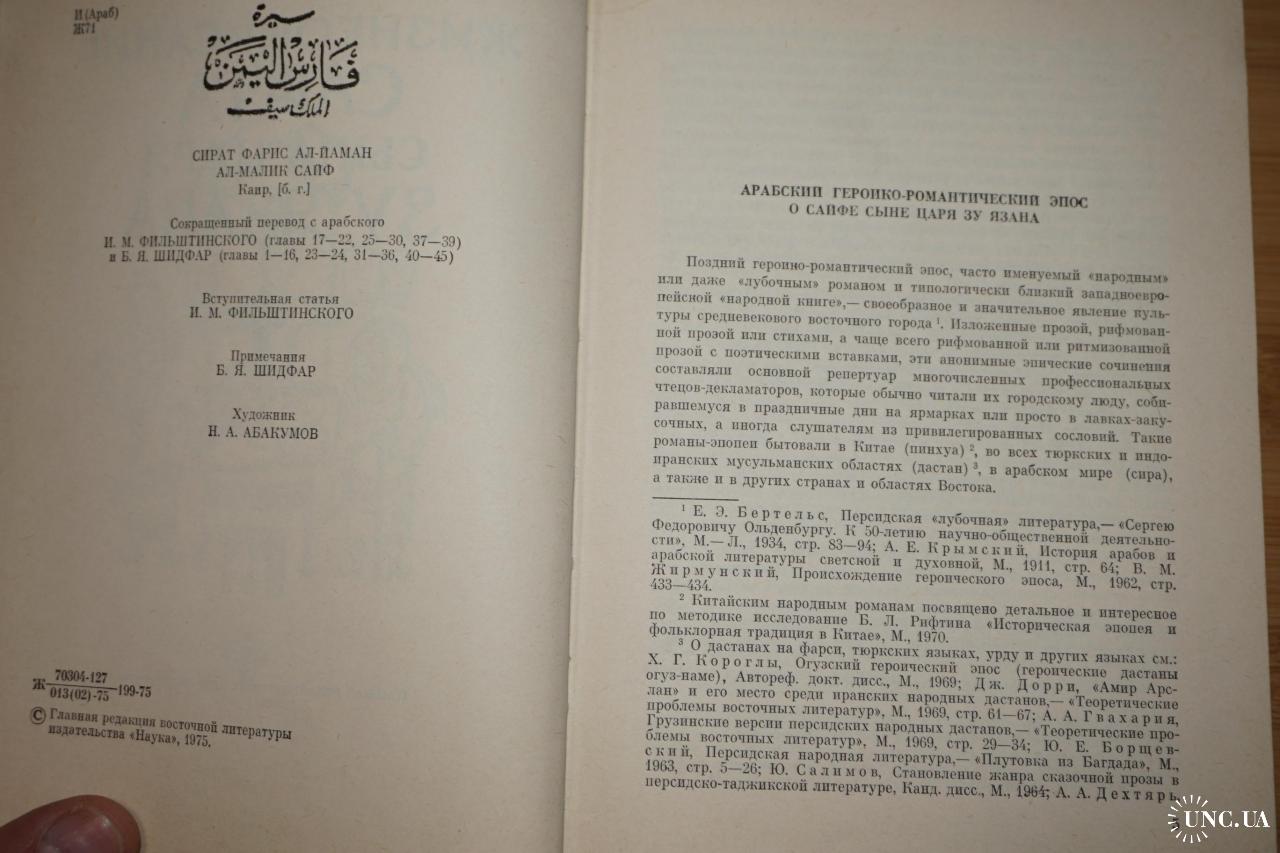 И(Араб)
Ж71
سيرة
فارس اليمن
الملك سيف
СИРАТ ФАРИС АЛ-ЙАМАН
АЛ-МАЛИК САЙФ
Каир, [б. г.]
Сокращенный перевод с арабского
И. М. ФИЛЬШТИНСКОГО (главы 17—22, 25—30, 37—39)
и Б. Я. ШИДФАР (главы 1—16, 23—24, 31—36, 40—45)
Вступительная статья
И. М. ФИЛЬШТИНСКОГО
Примечания
Б. Я. ШИДФАР
Художник
Н. А. АБАКУМОВ
Ж 70304-127
013(02)-75 199-75
© Главная редакция восточной литературы
издательства «Наука», 1975.
АРАБСКИЙ ГЕРОИКО-РОМАНТИЧЕСКИЙ ЭПОС
О САЙФЕ СЫНЕ ЦАРЯ ЗУ ЯЗАНА
Поздний героико-романтический эпос, часто именуемый «народным»
или даже «лубочным» романом и типологически близкий западноевро-
пейской «народной книге»,— своеобразное и значительное явление куль-
туры средневекового восточного города ¹. Изложенные прозой, рифмован-
ной прозой или стихами, а чаще всего рифмованной или ритмизованной
прозой с поэтическими вставками, эти анонимные эпические сочинения
составляли основной репертуар многочисленных профессиональных
чтецов-декламаторов, которые обычно читали их городскому люду, соби-
равшемуся в праздничные дни на ярмарках или просто в лавках-заку-
сочных, а иногда слушателям из привилегированных сословий. Такие
романы-эпопеи бытовали в Китае (пинхуа) ², во всех тюркских и индо-
иранских мусульманских областях (дастан) ³, в арабском мире (сира),
а также и в других странах и областях Востока.
¹ Е. Э. Бертельс, Персидская «лубочная» литература,— «Сергею
Федоровичу Ольденбургу. К 50-летию научно-общественной деятельно-
сти», М.— Л., 1934, стр. 83—94; А. Е. Крымский, История арабов и
арабской литературы светской и духовной, М., 1911, стр. 64; В. М.
Жирмунский, Происхождение героического эпоса, М., 1962, стр.
433—434.
² Китайским народным романам посвящено детальное и интересное
по методике исследование Б. Л. Рифтина «Историческая эпопея и
фольклорная традиция в Китае», М., 1970.
³ О дастанах на фарси, тюркских языках, урду и других языках см.:
Х. Г. Короглы, Огузский героический эпос (героические дастаны
огуз-наме), Автореф. докт. дисс., М., 1969; Дж. Дорри, «Амир Арс-
лан» и его место среди иранских народных дастанов,— «Теоретические
проблемы восточных литератур», М., 1969, стр. 61—67; А. А. Гвахария,
Грузинские версии персидских народных дастанов,— «Теоретические про-
блемы восточных литератур», М., 1969, стр. 29—34; Ю. Е. Борщев-
ский, Персидская народная литература,— «Плутовка из Багдада», М.,
1963, стр. 5—26; Ю. Салимов, Становление жанра сказочной прозы в
персидско-таджикской литературе, Канд. дисс., М., 1964; А. А. Дехтярь,
UNC.UA